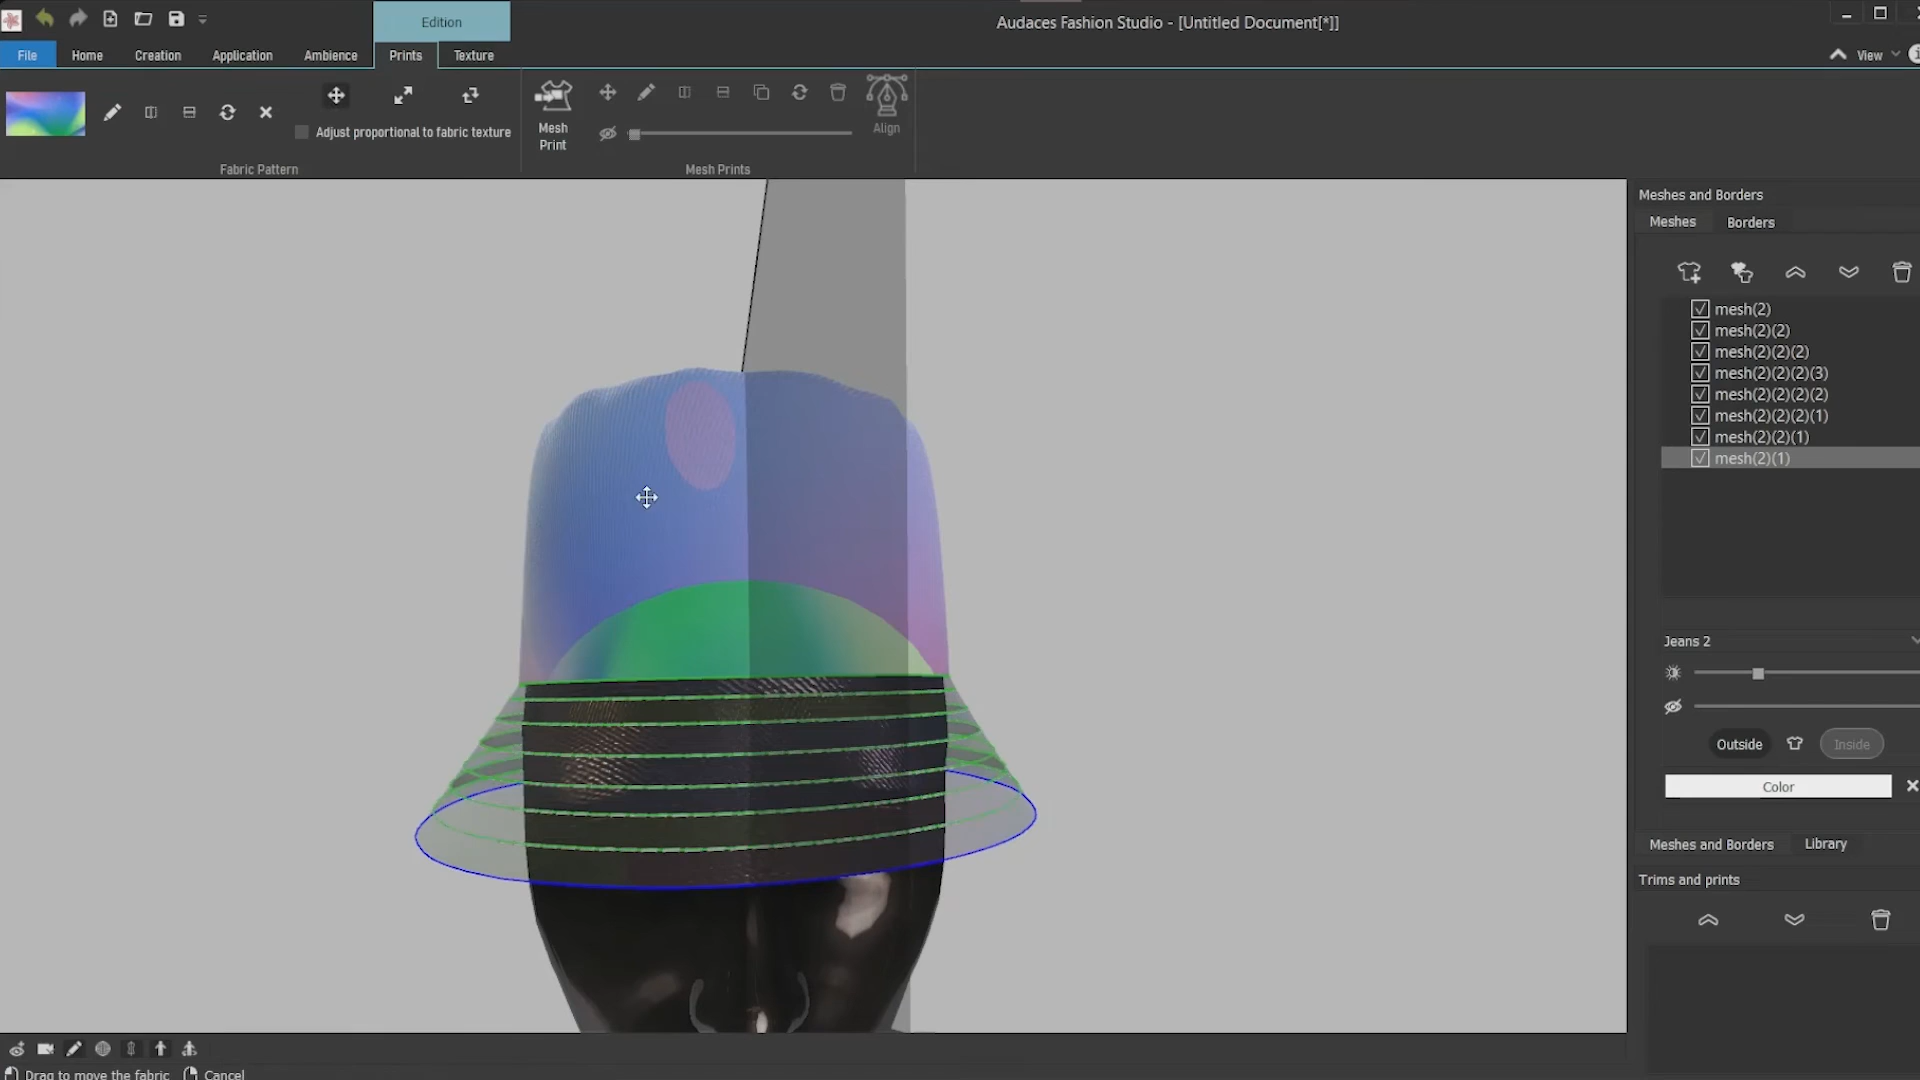 Edition
Audaces Fashion Studio - [Untitled Document[*]]
File
Home
Creation
Application
Ambience
Prints
Texture
View
Adjust proportional to fabric texture
Fabric Pattern
Mesh
Print
Align
Mesh Prints
Meshes and Borders
Meshes
Borders
mesh(2)
mesh(2)(2)
mesh(2)(2)(2)
mesh(2)(2)(2)(3)
mesh(2)(2)(2)(2)
mesh(2)(2)(2)(1)
mesh(2)(2)(1)
mesh(2)(1)
Jeans 2
Outside
Inside
Color
Meshes and Borders
Library
Trims and prints
Drag to move the fabric
Cancel